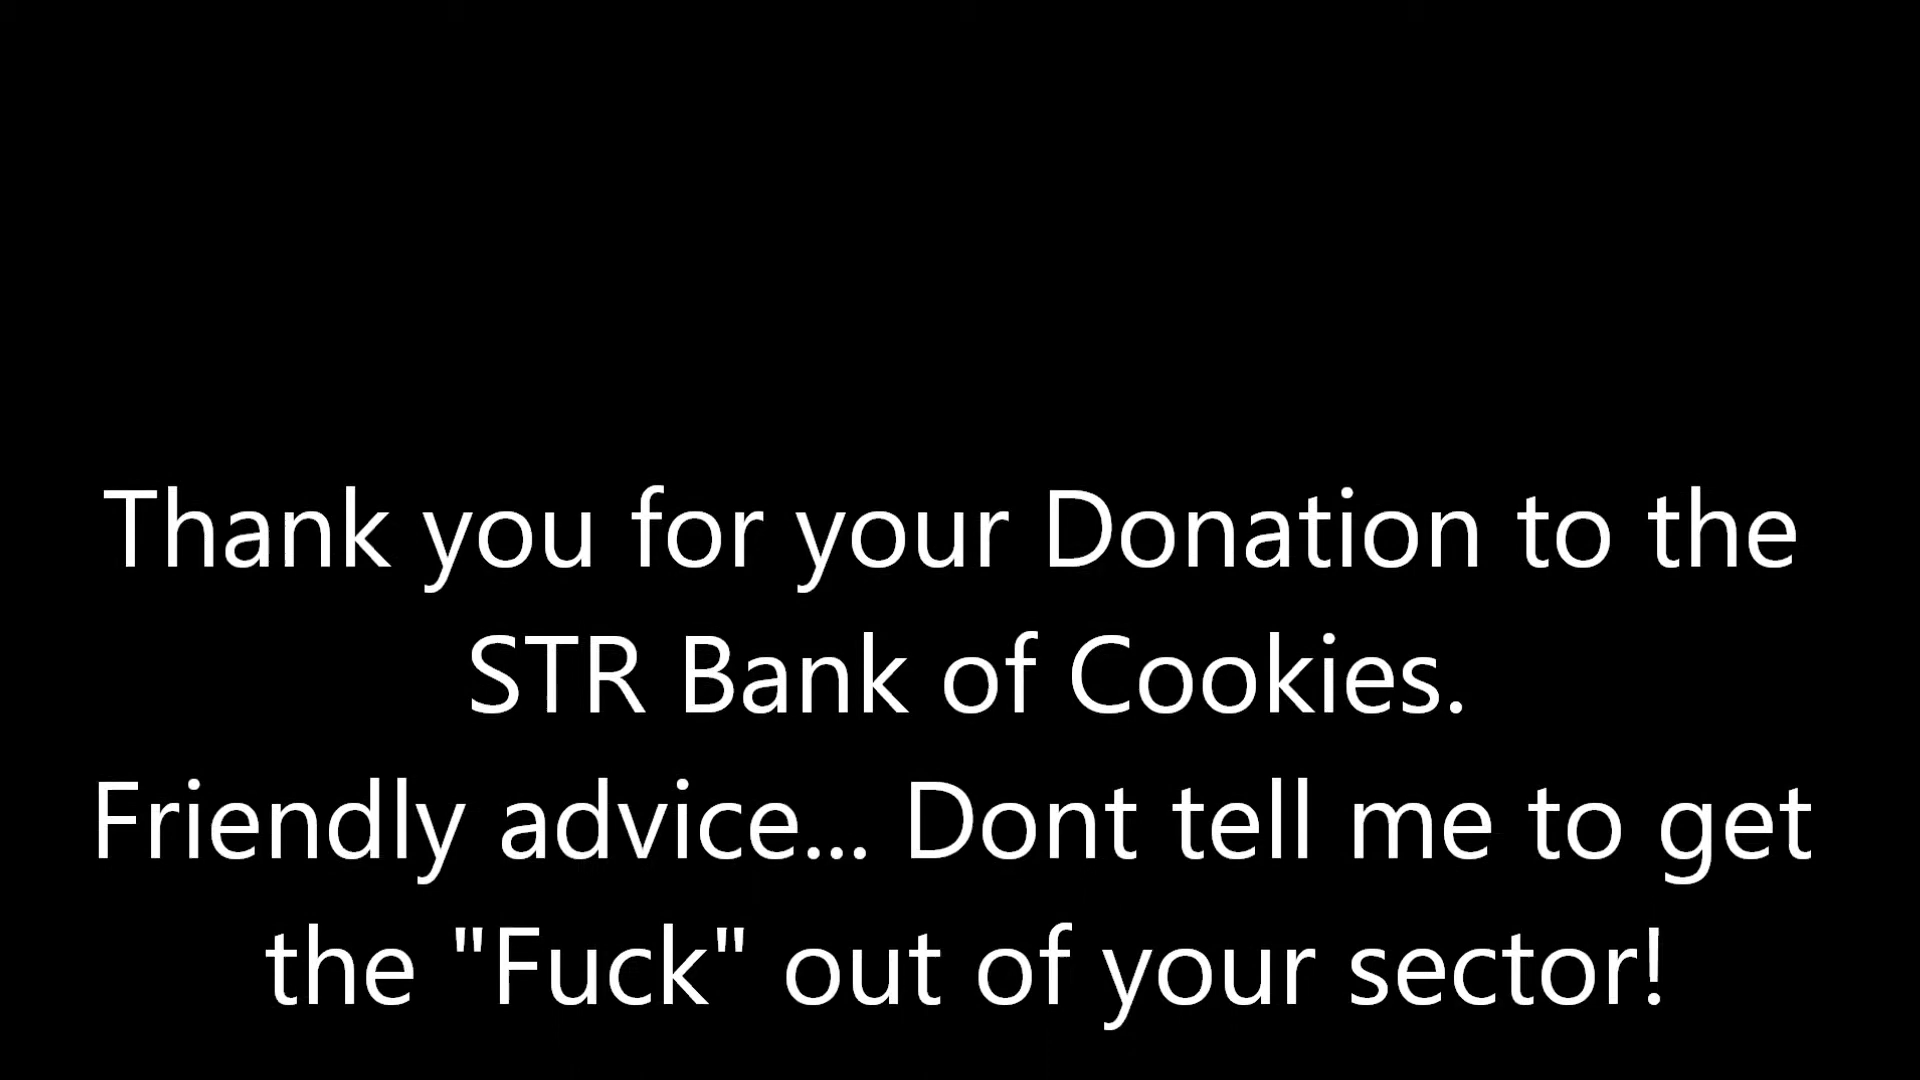 Thank you for your Donation to the
STR Bank of Cookies.
Friendly advice... Dont tell me to get
the "Fuck" out of your sector!